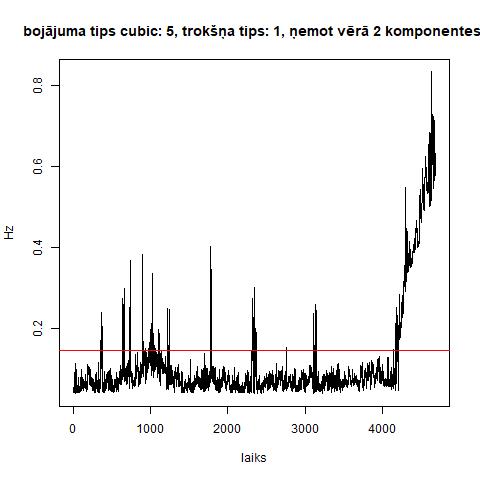 bojājuma tips cubic: 5, trokšņa tips: 1, ņemot vērā 2 komponentes
Hz
0.8
0.6
0.4
0.2
0 1000 2000 3000 4000
laiks